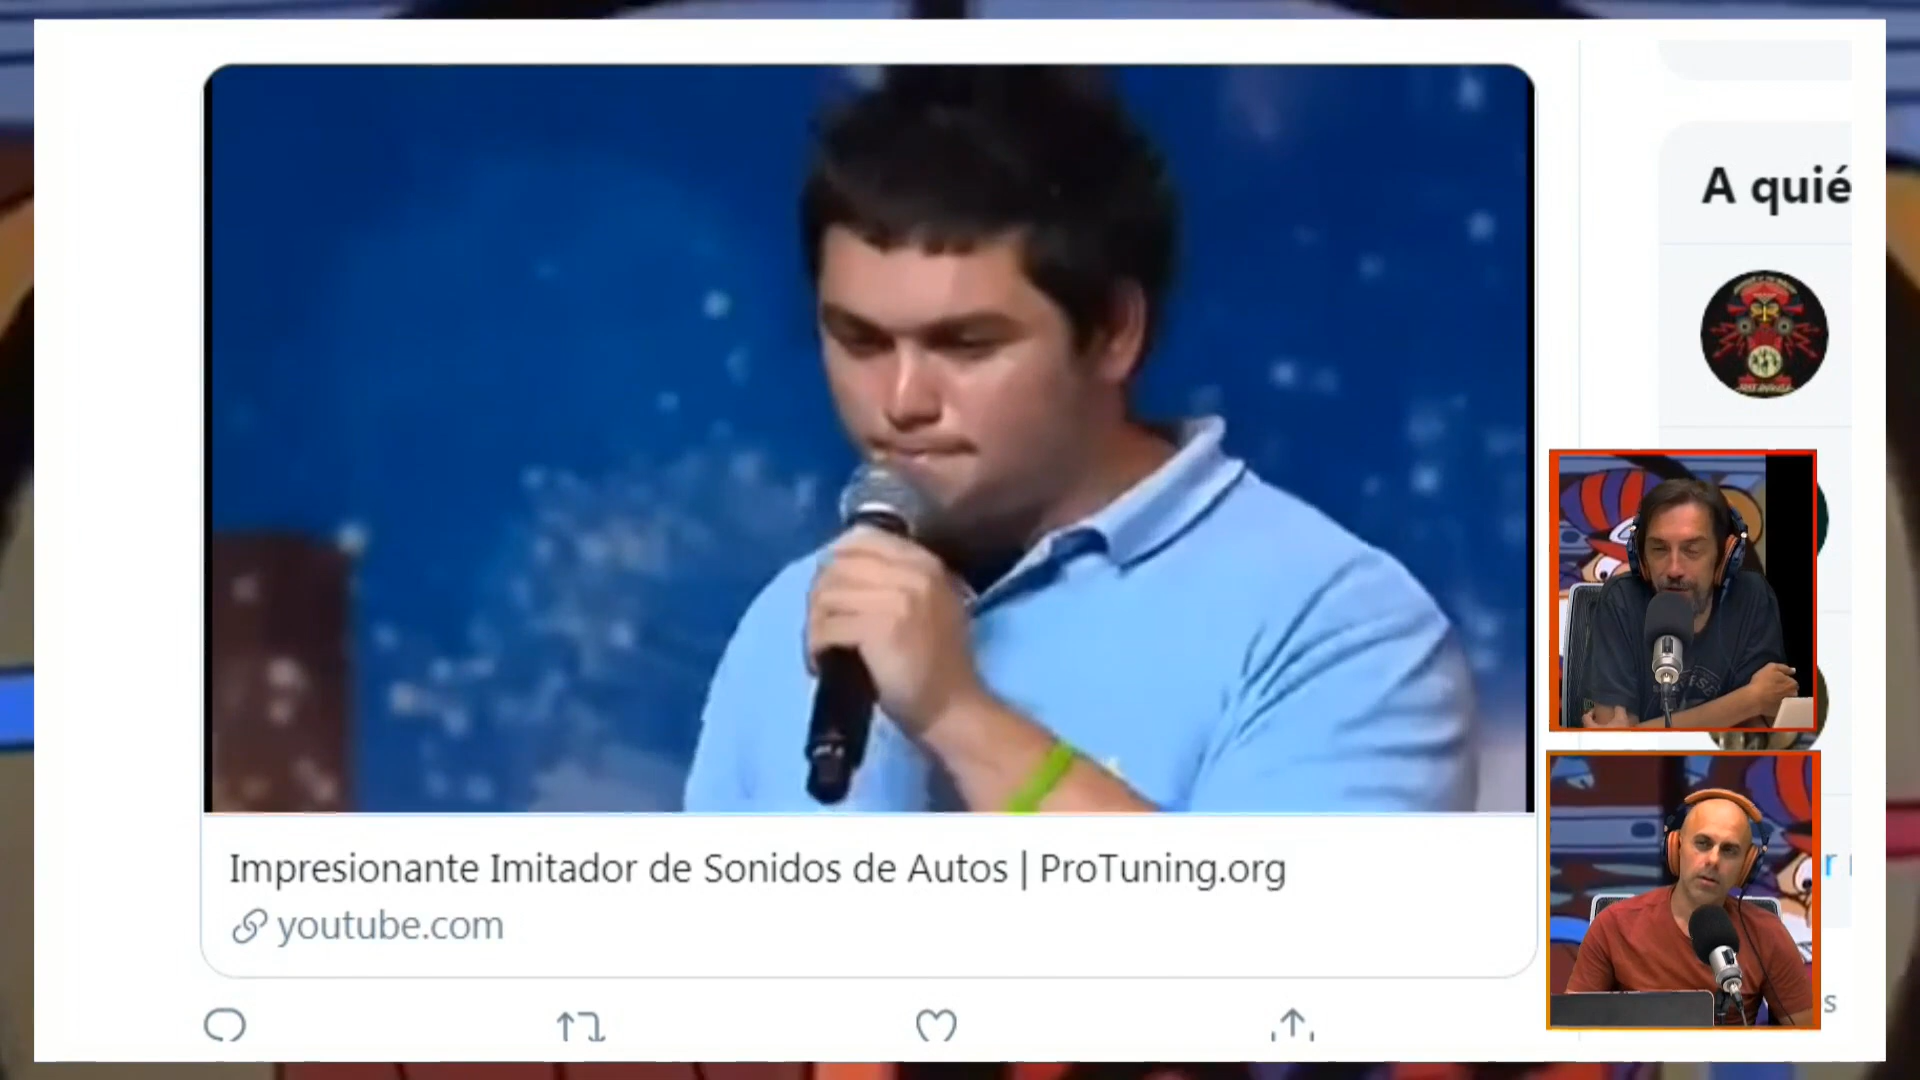 A quié
Impresionante Imitador de Sonidos de Autos | ProTuning.org
youtube.com
s